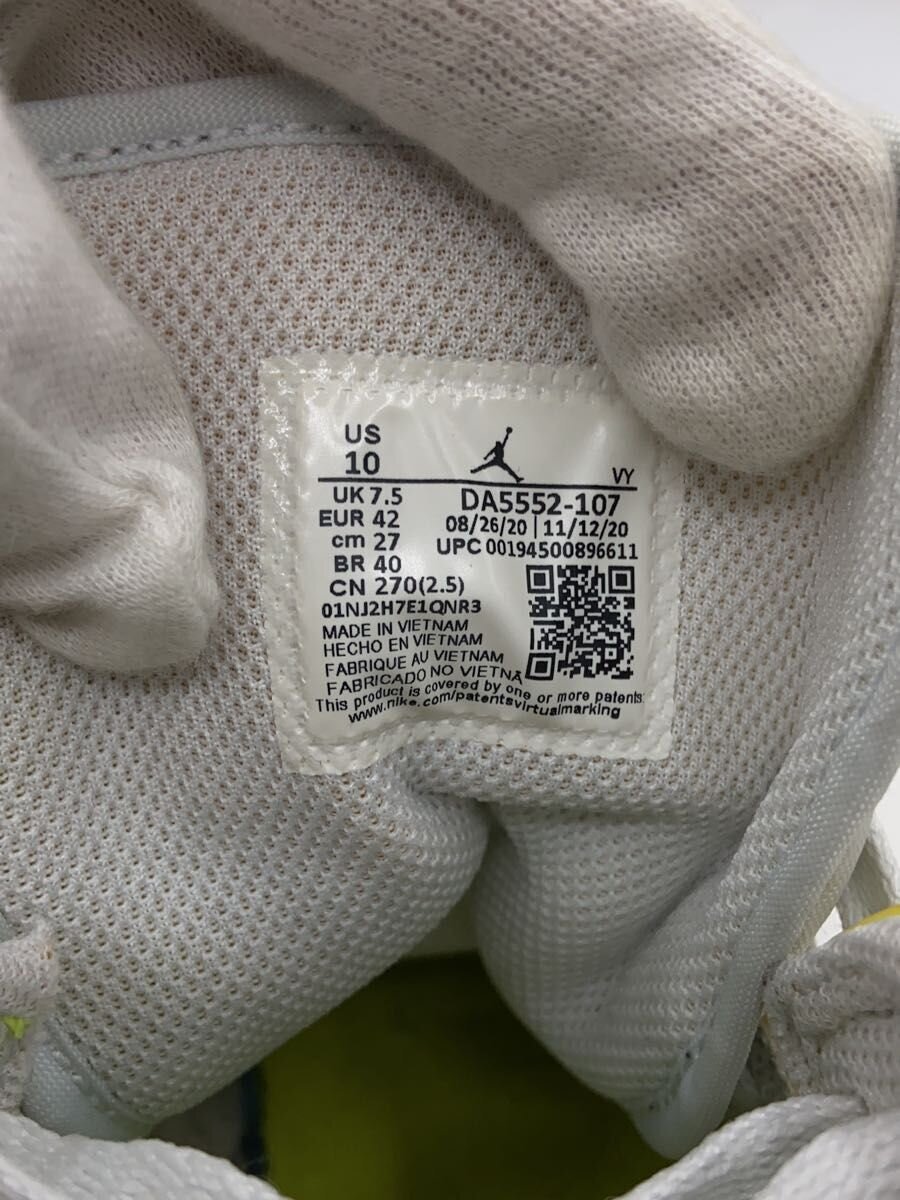 US
10
VY
UK 7.5
EUR 42
cm 27
BR 40
CN 270(2.5)
DA5552-107
08/26/20 | 11/12/20
UPC 00194500896611
01NJ2H7E1QNR3
MADE IN VIETNAM
HECHO EN VIETNAM
FABRIQUE AU VIETNAM
FABRICADO NO VIETNA
This product is covered by one or more patents:
www.nike.com/patentsvirtualmarking